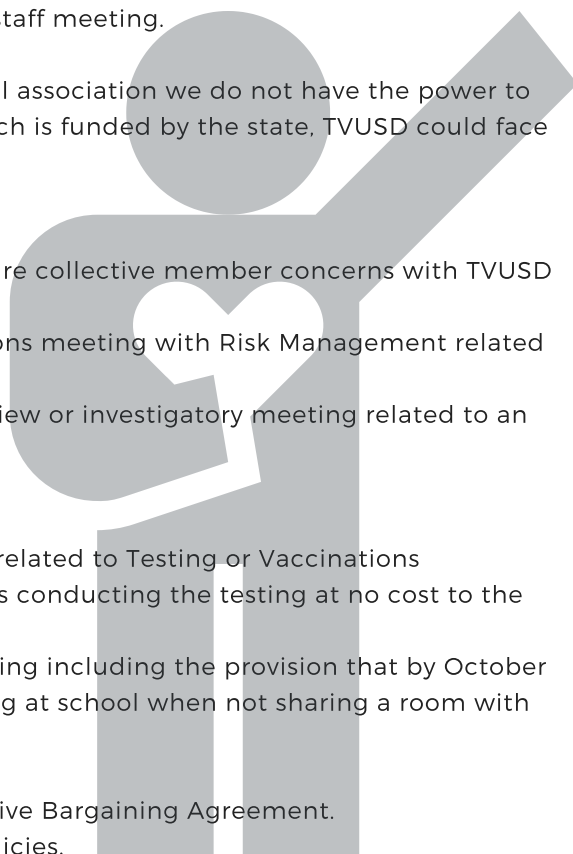 taff meeting.
l association we do not have the power to
ch is funded by the state, TVUSD could face
re collective member concerns with TVUSD
ons meeting with Risk Management related
iew or investigatory meeting related to an
related to Testing or Vaccinations
s conducting the testing at no cost to the
ing including the provision that by October
g at school when not sharing a room with
ive Bargaining Agreement.
icies.